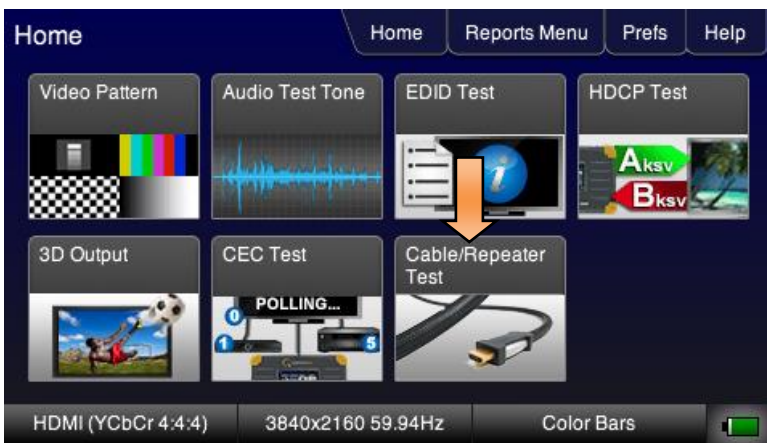 Home
Home
Reports Menu
Prefs
Help
Video Pattern
Audio Test Tone
EDID Test
HDCP Test
i
Aksv
Bksv
3D Output
CEC Test
Cable/Repeater
Test
POLLING...
0
1
5
HDMI (YCbCr 4:4:4)
3840x2160 59.94Hz
Color Bars